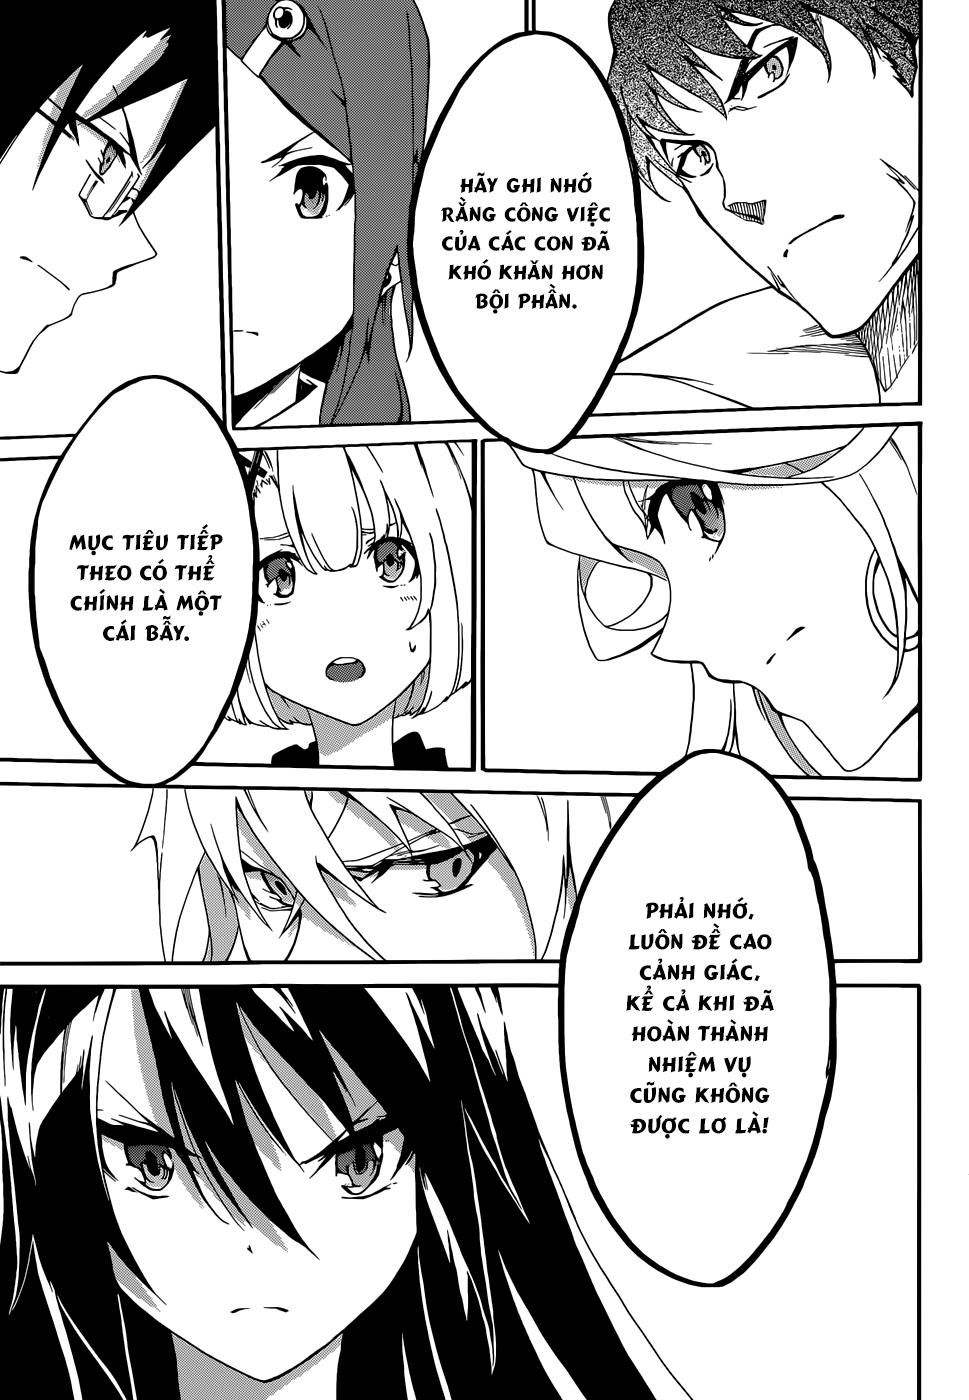 HÃY GHI NHỚ
RẰNG CÔNG VIỆC
CỦA CÁC CON ĐÃ
KHÓ KHĂN HƠN
BỘI PHẦN.
MỤC TIÊU TIẾP
THEO CÓ THỂ
CHÍNH LÀ MỘT
CÁI BẪY.
PHẢI NHỚ,
LUÔN ĐỀ CAO
CẢNH GIÁC,
KỂ CẢ KHI ĐÃ
HOÀN THÀNH
NHIỆM VỤ
CŨNG KHÔNG
ĐƯỢC LƠ LÀ!